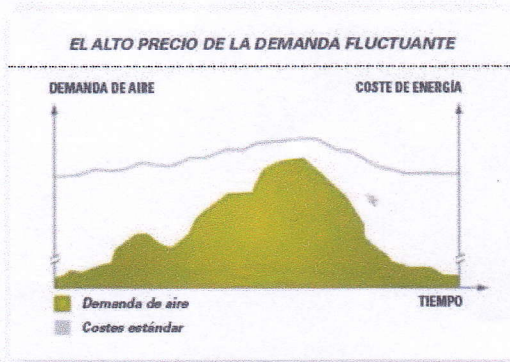 EL ALTO PRECIO DE LA DEMANDA FLUCTUANTE
DEMANDA DE AIRE
COSTE DE ENERGÍA
TIEMPO
Demanda de aire
Costes estándar